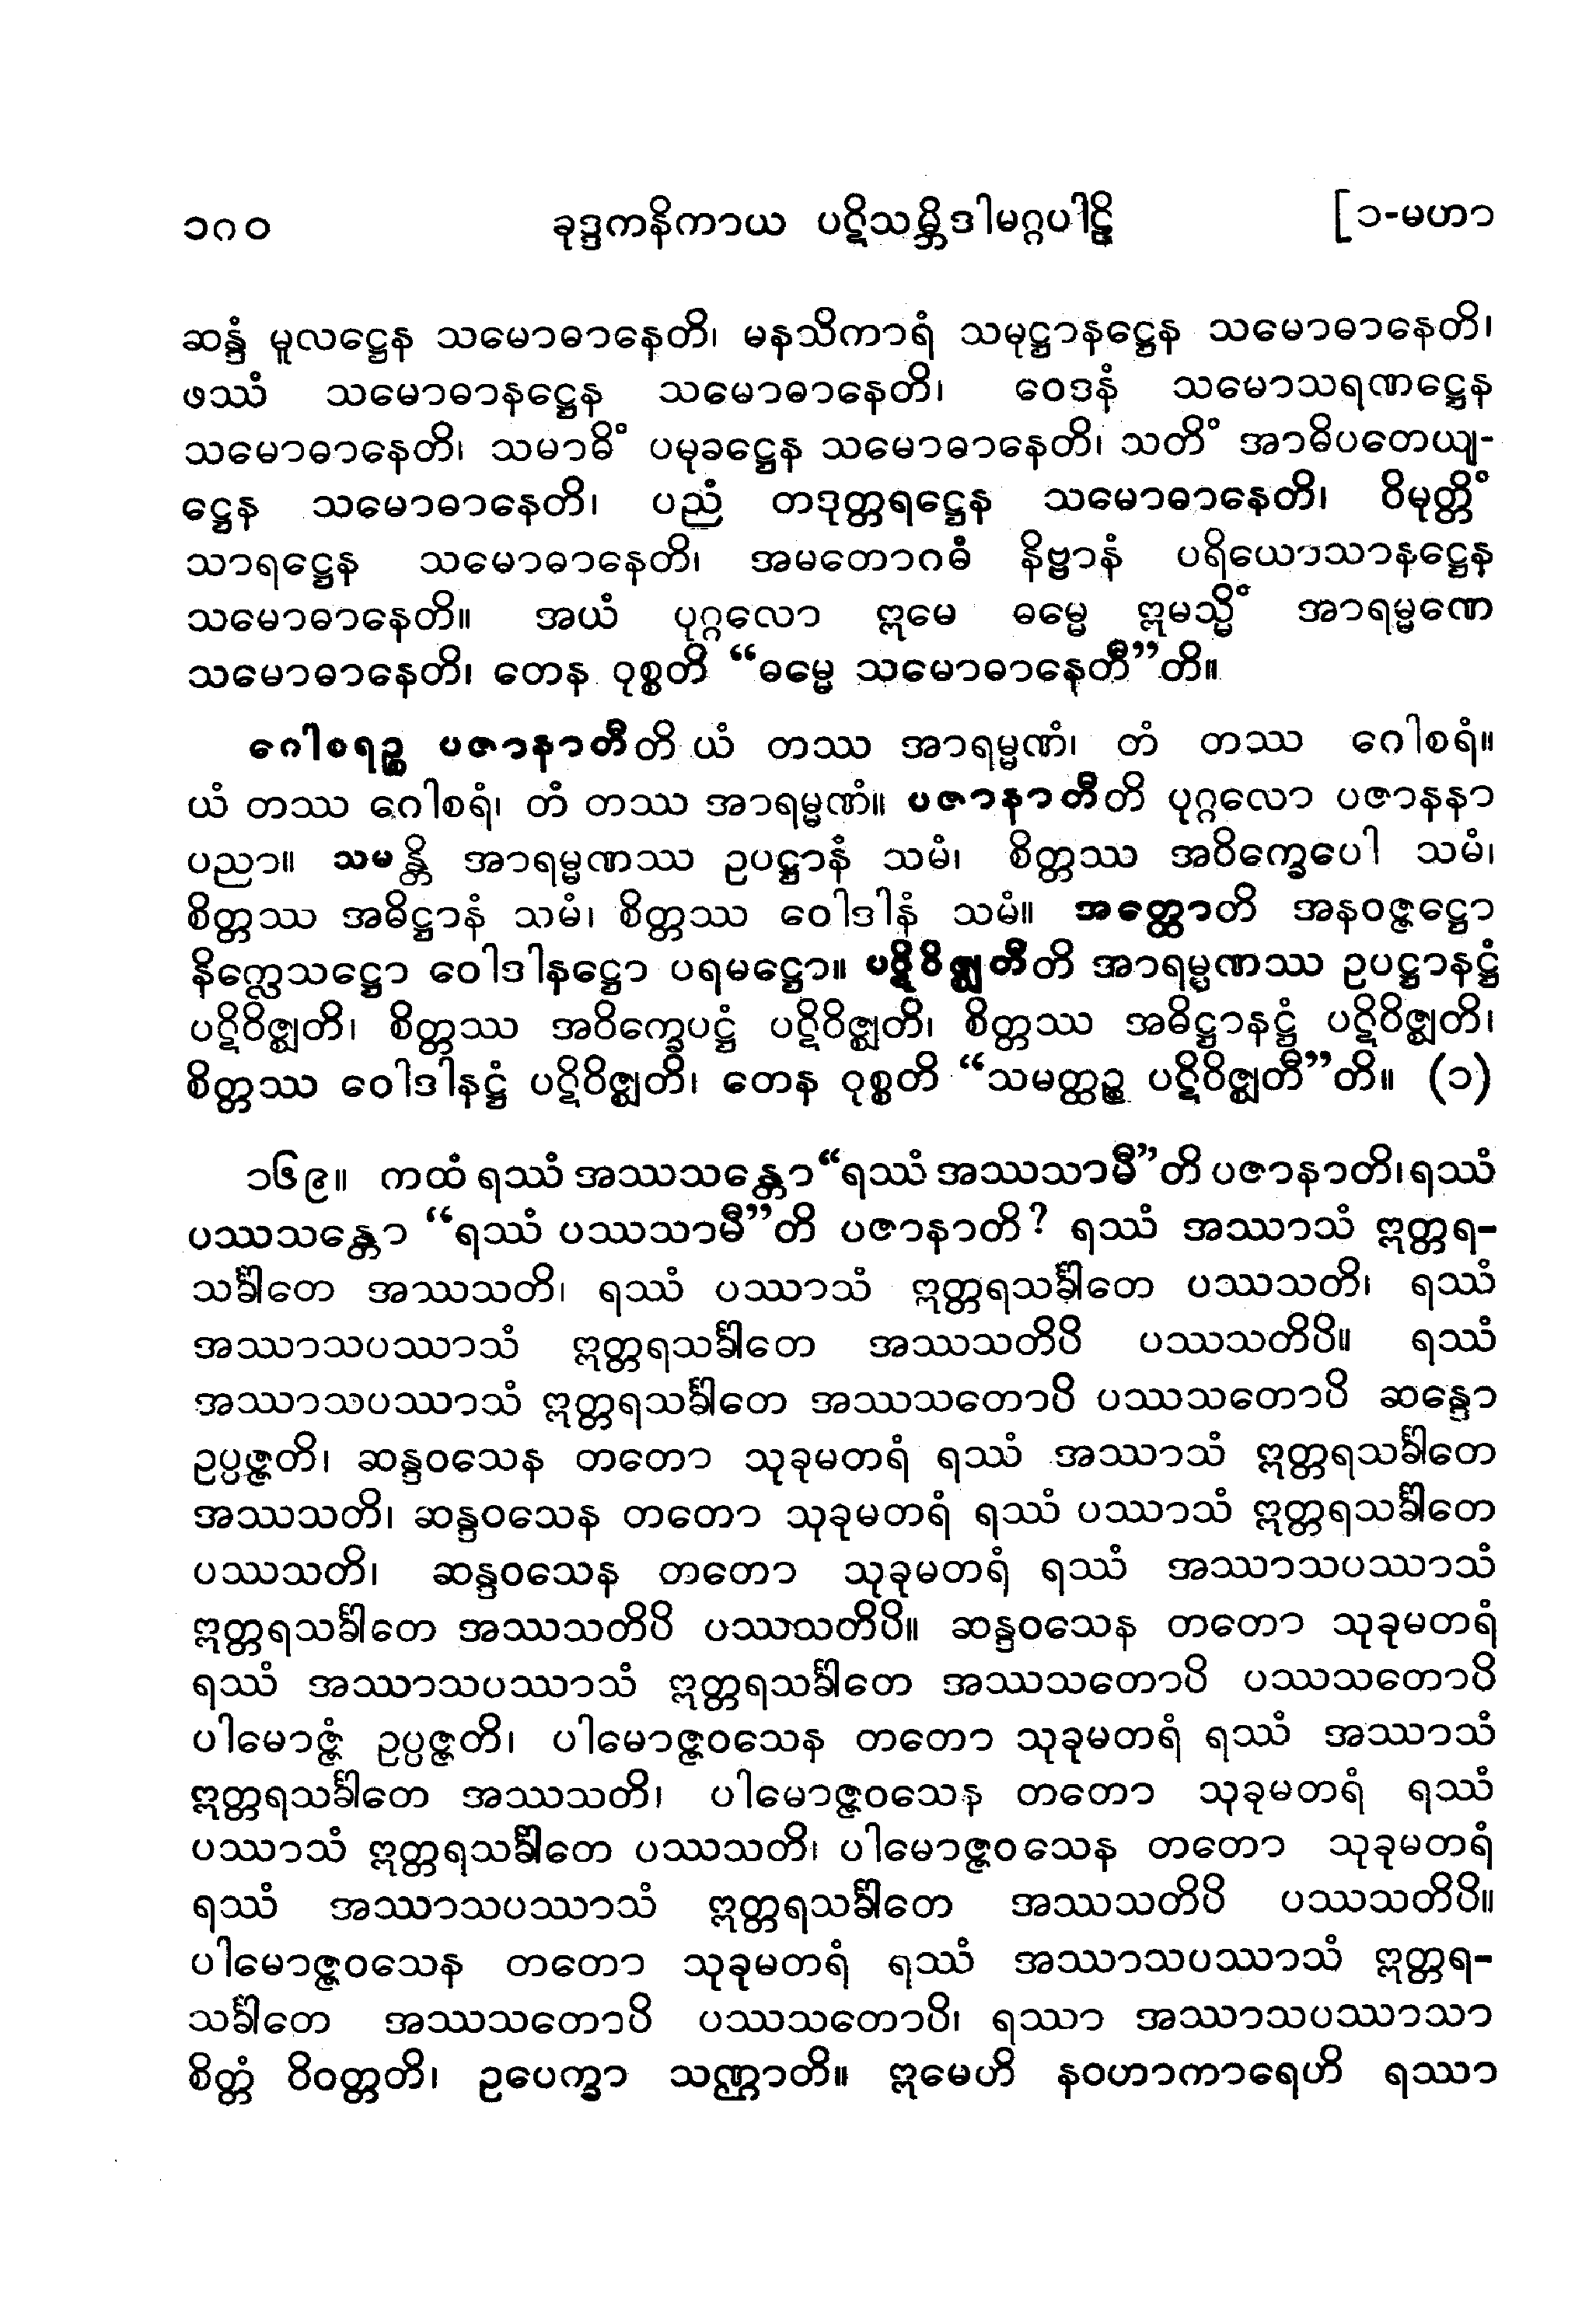 ၁၈၀ ခုဒ္ဒကနိကာယ ပဋိသမ္ဘိဒါမဂ္ဂပါဠိ [၁-မဟာ
ဆန္ဒံ မူလဋ္ဌေန သမောဓာနေတိ၊ မနသိကာရံ သမုဋ္ဌာနဋ္ဌေန သမောဓာနေတိ၊
ဖဿံ သမောဓာနဋ္ဌေန သမောဓာနေတိ၊ ဝေဒနံ သမောသရဏဋ္ဌေန
သမောဓာနေတိ၊ သမာဓိံ ပမုခဋ္ဌေန သမောဓာနေတိ၊ သတိံ အာဓိပတေယျ-
ဋ္ဌေန သမောဓာနေတိ၊ ပညံ တဒုတ္တရဋ္ဌေန သမောဓာနေတိ၊ ဝိမုတ္တိံ
သာရဋ္ဌေန သမောဓာနေတိ၊ အမတောဂဓံ နိဗ္ဗာနံ ပရိယောသာနဋ္ဌေန
သမောဓာနေတိ။ အယံ ပုဂ္ဂလော ဣမေ ဓမ္မေ ဣမသ္မိံ အာရမ္မဏေ
သမောဓာနေတိ၊ တေန ဝုစ္စတိ “ဓမ္မေ သမောဓာနေတီ”တိ။
ဂေါစရဉ္စ ပဇာနာတီတိ ယံ တဿ အာရမ္မဏံ၊ တံ တဿ ဂေါစရံ။
ယံ တဿ ဂေါစရံ၊ တံ တဿ အာရမ္မဏံ။ ပဇာနာတီတိ ပုဂ္ဂလော ပဇာနနာ
ပညာ။ သမန္တိ အာရမ္မဏဿ ဥပဋ္ဌာနံ သမံ၊ စိတ္တဿ အဝိက္ခေပေါ သမံ၊
စိတ္တဿ အဓိဋ္ဌာနံ သမံ၊ စိတ္တဿ ဝေါဒါနံ သမံ။ အတ္ထောတိ အနဝဇ္ဇဋ္ဌော
နိက္လေသဋ္ဌော ဝေါဒါနဋ္ဌော ပရမဋ္ဌော။ ပဋိဝိဇ္ဈတီတိ အာရမ္မဏဿ ဥပဋ္ဌာနဋ္ဌံ
ပဋိဝိဇ္ဈတိ၊ စိတ္တဿ အဝိက္ခေပဋ္ဌံ ပဋိဝိဇ္ဈတိ၊ စိတ္တဿ အဓိဋ္ဌာနဋ္ဌံ ပဋိဝိဇ္ဈတိ၊
စိတ္တဿ ဝေါဒါနဋ္ဌံ ပဋိဝိဇ္ဈတိ၊ တေန ဝုစ္စတိ “သမတ္ထဉ္စ ပဋိဝိဇ္ဈတီ”တိ။ (၁)
၁၆၉။ ကထံ ရဿံ အဿသန္တော “ရဿံ အဿသာမီ”တိ ပဇာနာတိ၊ ရဿံ
ပဿသန္တော “ရဿံ ပဿသာမီ”တိ ပဇာနာတိ? ရဿံ အဿာသံ ဣတ္တရ-
သင်္ခါတေ အဿသတိ၊ ရဿံ ပဿာသံ ဣတ္တရသင်္ခါတေ ပဿသတိ၊ ရဿံ
အဿာသပဿာသံ ဣတ္တရသင်္ခါတေ အဿသတိပိ ပဿသတိပိ။ ရဿံ
အဿာသပဿာသံ ဣတ္တရသင်္ခါတေ အဿသတောပိ ပဿသတောပိ ဆန္ဒော
ဥပ္ပဇ္ဇတိ၊ ဆန္ဒဝသေန တတော သုခုမတရံ ရဿံ အဿာသံ ဣတ္တရသင်္ခါတေ
အဿသတိ၊ ဆန္ဒဝသေန တတော သုခုမတရံ ရဿံ ပဿာသံ ဣတ္တရသင်္ခါတေ
ပဿသတိ၊ ဆန္ဒဝသေန တတော သုခုမတရံ ရဿံ အဿာသပဿာသံ
ဣတ္တရသင်္ခါတေ အဿသတိပိ ပဿသတိပိ။ ဆန္ဒဝသေန တတော သုခုမတရံ
ရဿံ အဿာသပဿာသံ ဣတ္တရသင်္ခါတေ အဿသတောပိ ပဿသတောပိ
ပါမောဇ္ဇံ ဥပ္ပဇ္ဇတိ၊ ပါမောဇ္ဇဝသေန တတော သုခုမတရံ ရဿံ အဿာသံ
ဣတ္တရသင်္ခါတေ အဿသတိ၊ ပါမောဇ္ဇဝသေန တတော သုခုမတရံ ရဿံ
ပဿာသံ ဣတ္တရသင်္ခါတေ ပဿသတိ၊ ပါမောဇ္ဇဝသေန တတော သုခုမတရံ
ရဿံ အဿာသပဿာသံ ဣတ္တရသင်္ခါတေ အဿသတိပိ ပဿသတိပိ။
ပါမောဇ္ဇဝသေန တတော သုခုမတရံ ရဿံ အဿာသပဿာသံ ဣတ္တရ-
သင်္ခါတေ အဿသတောပိ ပဿသတောပိ၊ ရဿာ အဿာသပဿာသာ
စိတ္တံ ဝိဝတ္တတိ၊ ဥပေက္ခာ သဏ္ဌာတိ။ ဣမေဟိ နဝဟာကာရေဟိ ရဿာ